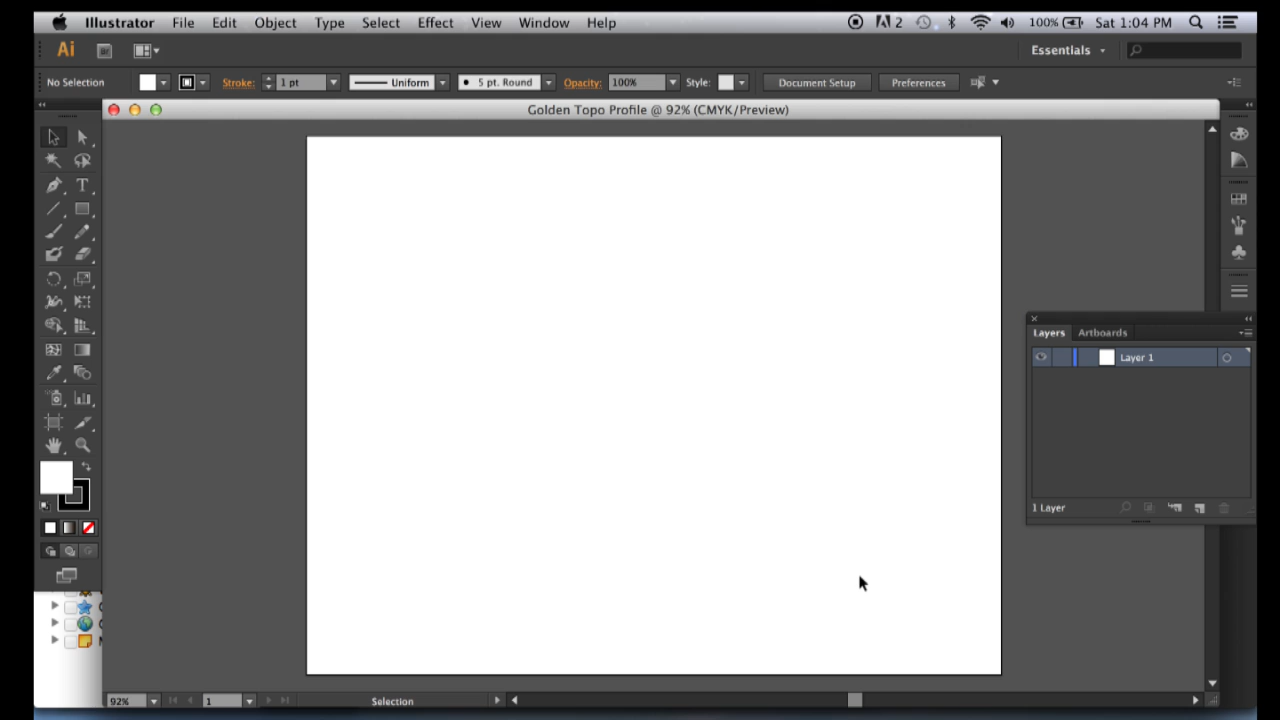 Illustrator File Edit Object Type Select Effect View Window Help 2 100% Sat 1:04 PM
Ai Br Essentials
No Selection Stroke: 1 pt Uniform 5 pt. Round Opacity: 100% Style: Document Setup Preferences
Golden Topo Profile @ 92% (CMYK/Preview)
Layers Artboards
Layer 1
1 Layer
92% 1 Selection